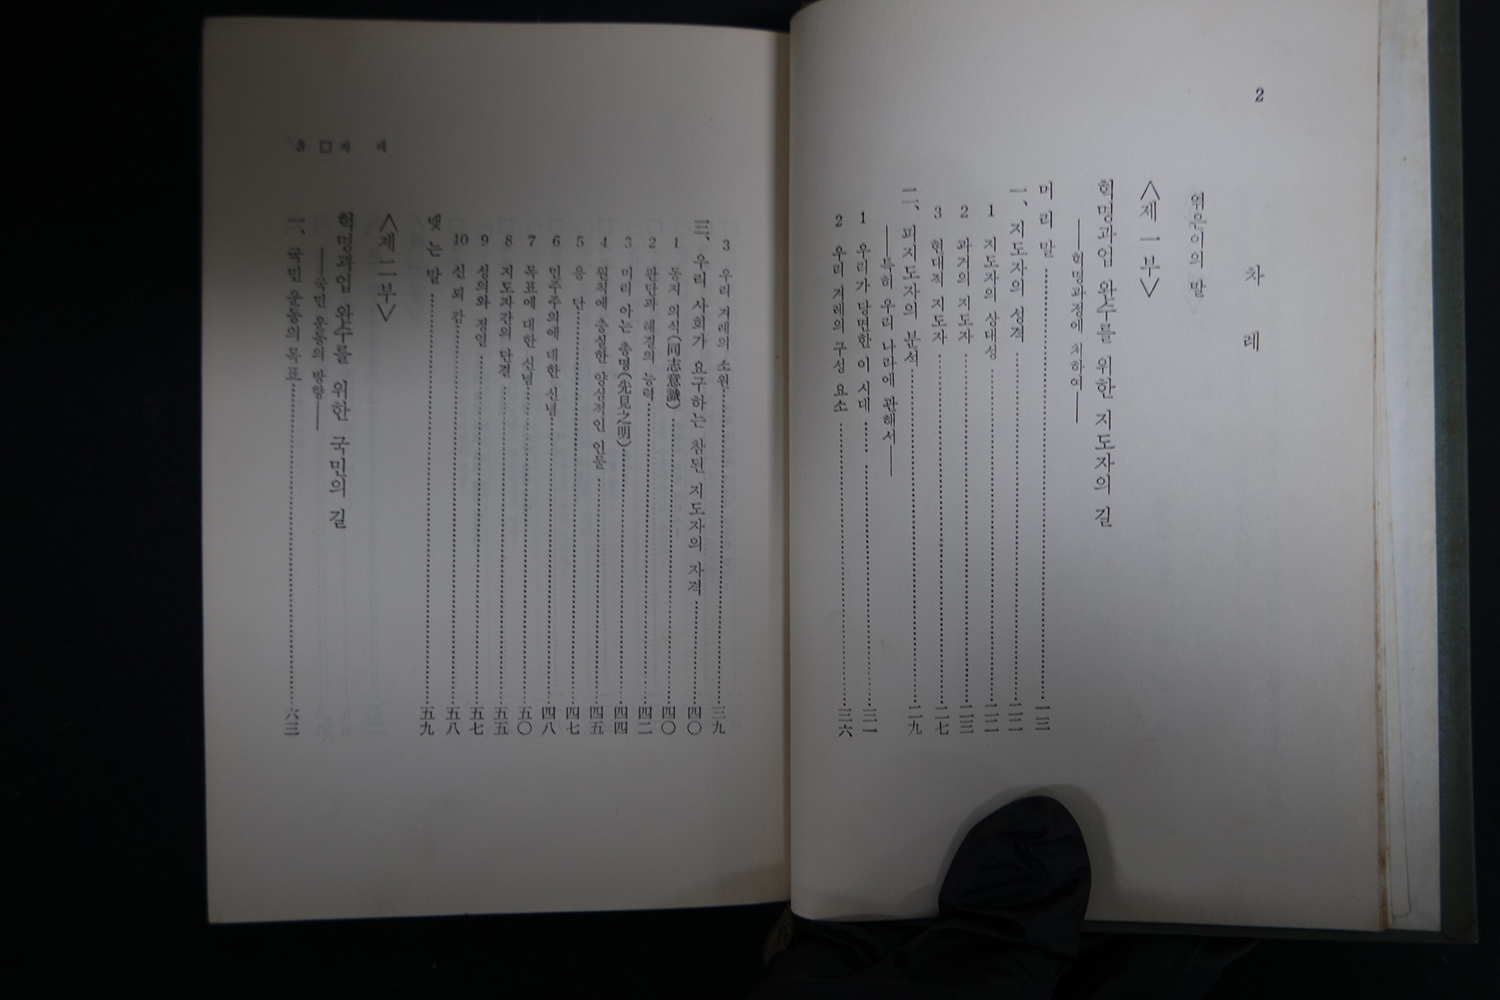 2
차 례
엮은이의 말
<제 一 부>
혁명과업 완수를 위한 지도자의 길
——혁명과정에 처하여——
머 리 말 …… 一三
一、지도자의 성격 …… 二二
1 지도자의 상대성 …… 二二
2 과거의 지도자 …… 二三
3 현대적 지도자 …… 二七
二、피지도자의 분석 …… 二九
——특히 우리 나라에 관해서——
1 우리가 당면한 이 시대 …… 三一
2 우리 겨레의 구성 요소 …… 三六
3 □ 차 례
3 우리 겨레의 소원 …… 三九
三、우리 사회가 요구하는 참된 지도자의 자격 …… 四〇
1 동지 의식(同志意識) …… 四〇
2 판단과 해결의 능력 …… 四二
3 미리 아는 총명(先見之明) …… 四四
4 원칙에 충실한 양심적인 인물 …… 四五
5 용 단 …… 四七
6 민주주의에 대한 신념 …… 四八
7 목표에 대한 신념 …… 五〇
8 지도자간의 단결 …… 五五
9 성의와 정열 …… 五七
10 신 뢰 감 …… 五八
맺 는 말 …… 五九
<제 二 부>
혁명과업 완수를 위한 국민의 길
——국민 운동의 방향——
一、국민 운동의 목표 …… 六三